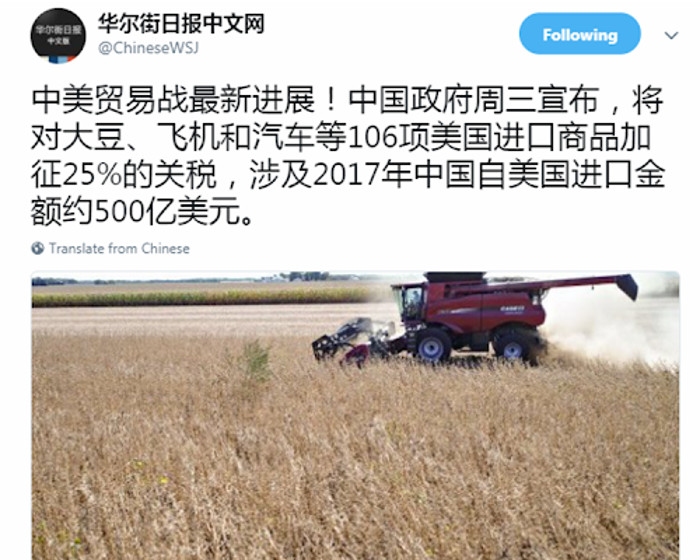 华尔街日报
中文版
华尔街日报中文网
@ChineseWSJ
Following
中美贸易战最新进展！中国政府周三宣布，将
对大豆、飞机和汽车等106项美国进口商品加
征25%的关税，涉及2017年中国自美国进口金
额约500亿美元。
Translate from Chinese
CASE IH